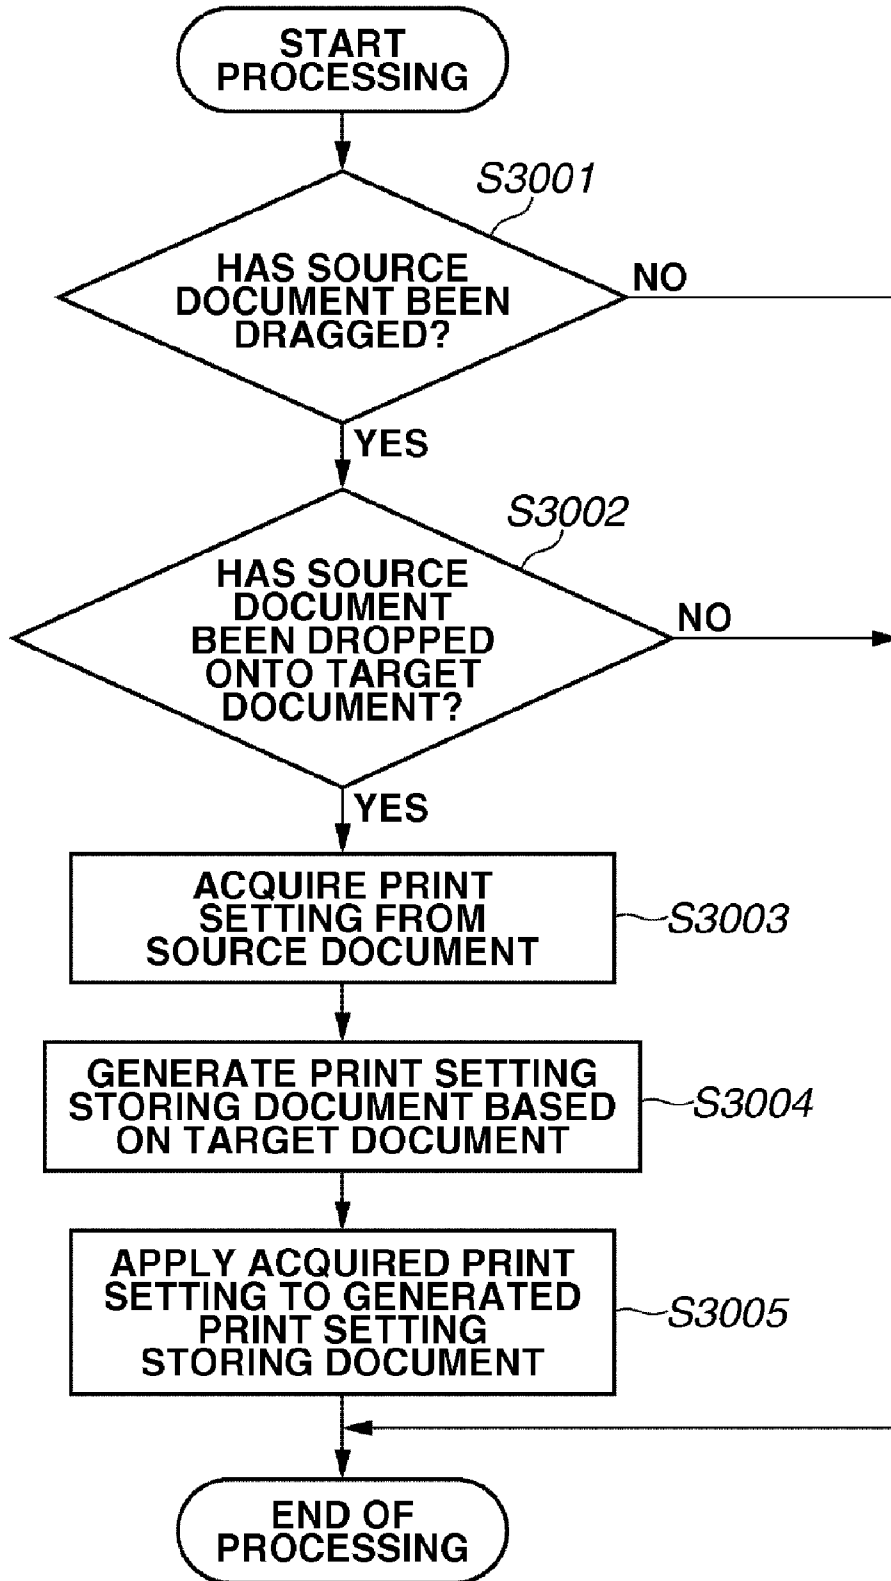 START
PROCESSING
S3001
HAS SOURCE
DOCUMENT BEEN
DRAGGED?
NO
YES
S3002
HAS SOURCE
DOCUMENT
BEEN DROPPED
ONTO TARGET
DOCUMENT?
NO
YES
ACQUIRE PRINT
SETTING FROM
SOURCE DOCUMENT
S3003
GENERATE PRINT SETTING
STORING DOCUMENT BASED
ON TARGET DOCUMENT
S3004
APPLY ACQUIRED PRINT
SETTING TO GENERATED
PRINT SETTING
STORING DOCUMENT
S3005
END OF
PROCESSING